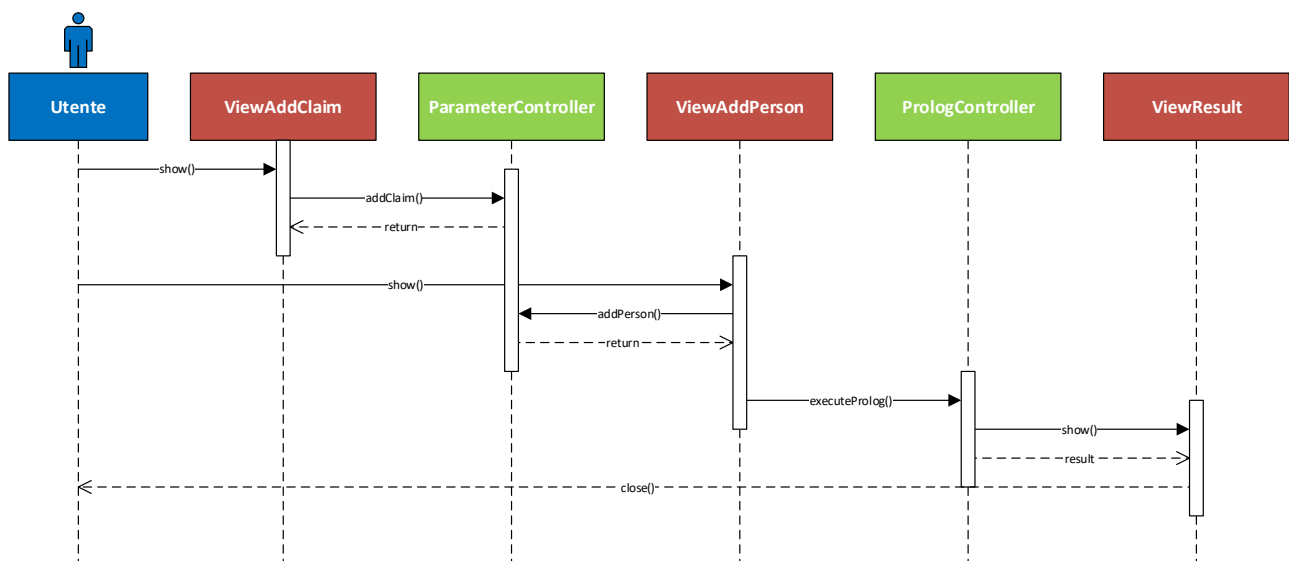 Utente
ViewAddClaim
ParameterController
ViewAddPerson
PrologController
ViewResult
show()
addClaim()
return
show()
addPerson()
return
executeProlog()
show()
result
close()